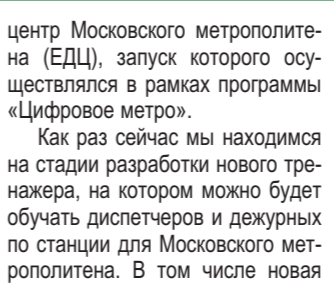 центр Московского метрополите-
на (ЕДЦ), запуск которого осу-
ществлялся в рамках программы
«Цифровое метро».
Как раз сейчас мы находимся
на стадии разработки нового тре-
нажера, на котором можно будет
обучать диспетчеров и дежурных
по станции для Московского мет-
рополитена. В том числе новая